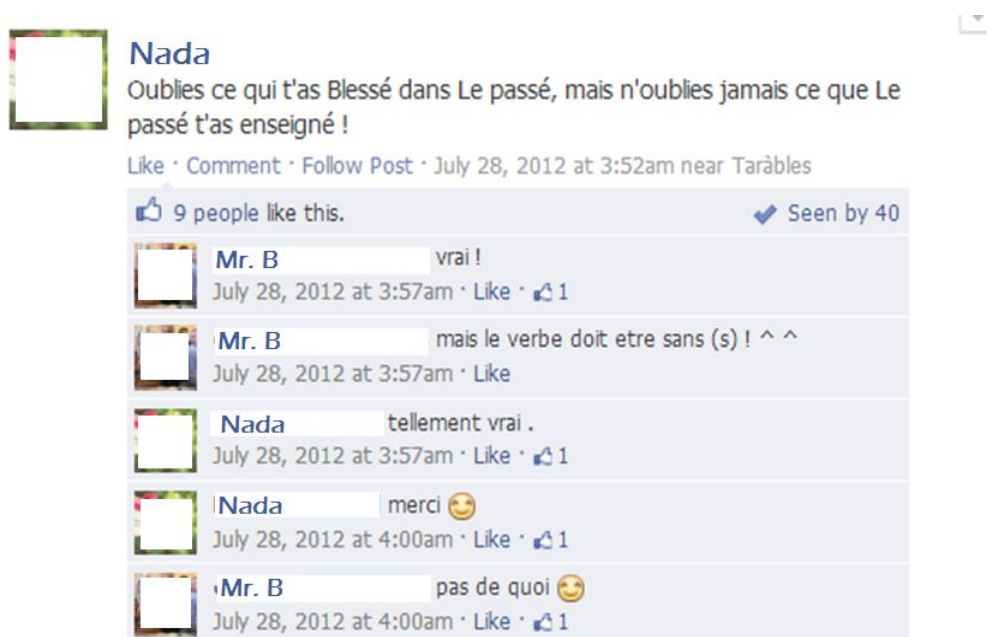 Nada
Oublies ce qui t'as Blessé dans Le passé, mais n'oublies jamais ce que Le
passé t'as enseigné !
Like · Comment · Follow Post · July 28, 2012 at 3:52am near Taràbles
9 people like this. Seen by 40
Mr. B vrai !
July 28, 2012 at 3:57am · Like · 1
Mr. B mais le verbe doit etre sans (s) ! ^ ^
July 28, 2012 at 3:57am · Like
Nada tellement vrai .
July 28, 2012 at 3:57am · Like · 1
Nada merci
July 28, 2012 at 4:00am · Like · 1
Mr. B pas de quoi
July 28, 2012 at 4:00am · Like · 1